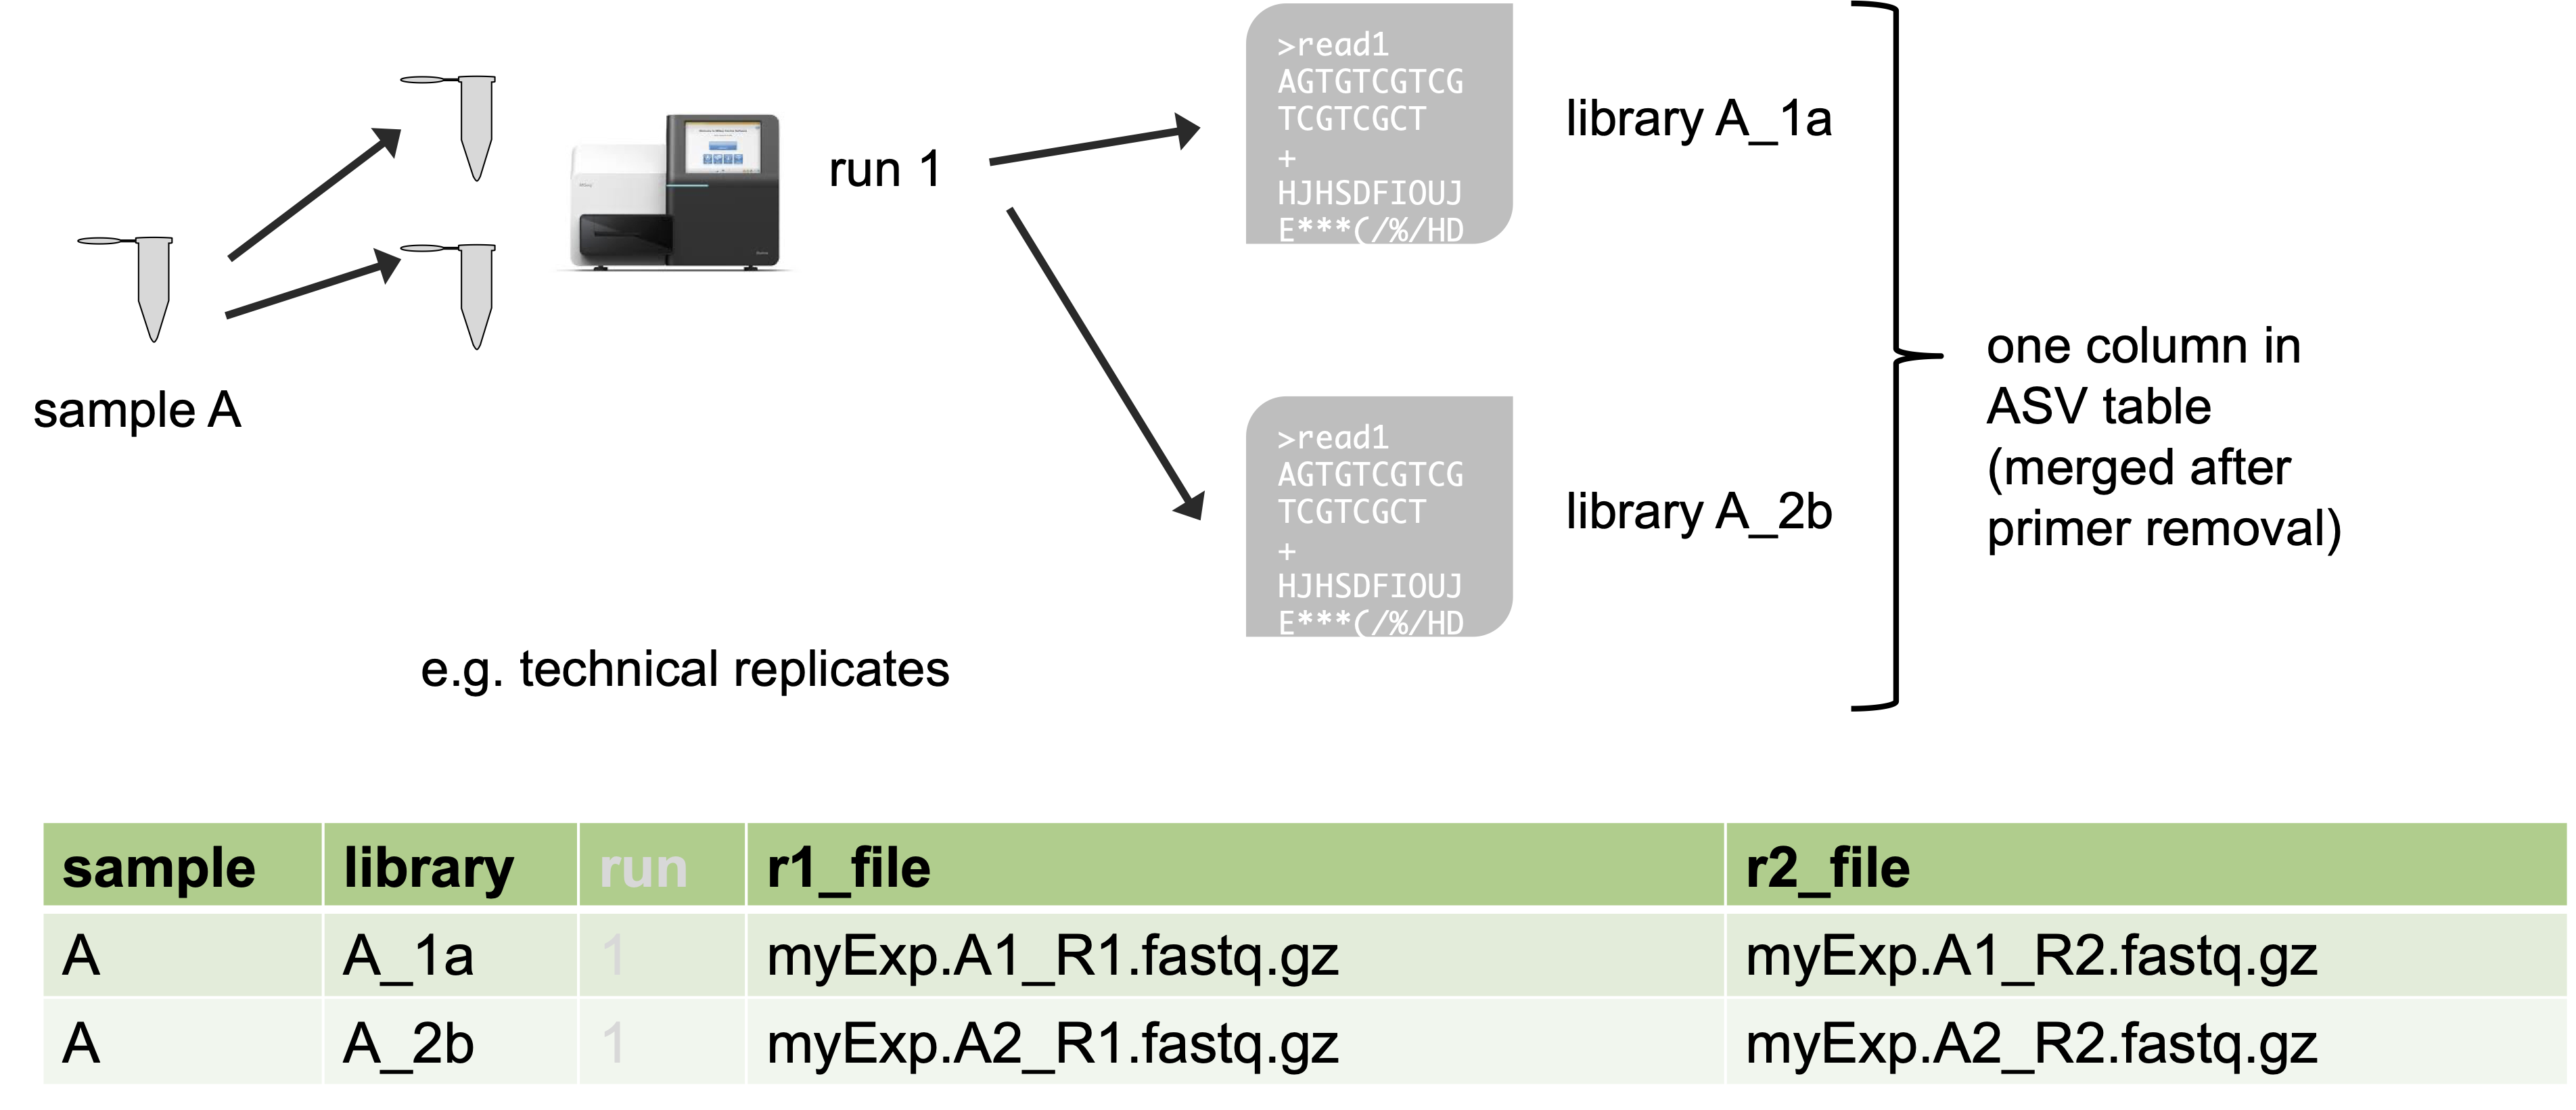 sample A
run 1
>read1
AGTGTCGTCG
TCGTCGCT
+
HJHSDFIOUJ
E***(/%/HD
library A_1a
>read1
AGTGTCGTCG
TCGTCGCT
+
HJHSDFIOUJ
E***(/%/HD
library A_2b
one column in
ASV table
(merged after
primer removal)
e.g. technical replicates
sample library run r1_file r2_file
A A_1a 1 myExp.A1_R1.fastq.gz myExp.A1_R2.fastq.gz
A A_2b 1 myExp.A2_R1.fastq.gz myExp.A2_R2.fastq.gz